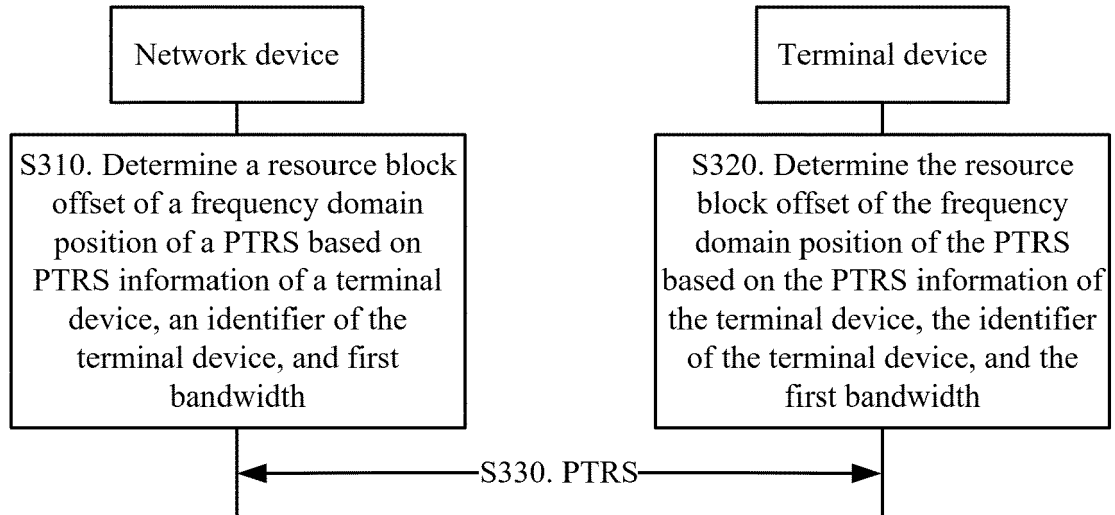 Network device
Terminal device
S310. Determine a resource block
offset of a frequency domain
position of a PTRS based on
PTRS information of a terminal
device, an identifier of the
terminal device, and first
bandwidth
S320. Determine the resource
block offset of the frequency
domain position of the PTRS
based on the PTRS information of
the terminal device, the identifier
of the terminal device, and the
first bandwidth
S330. PTRS